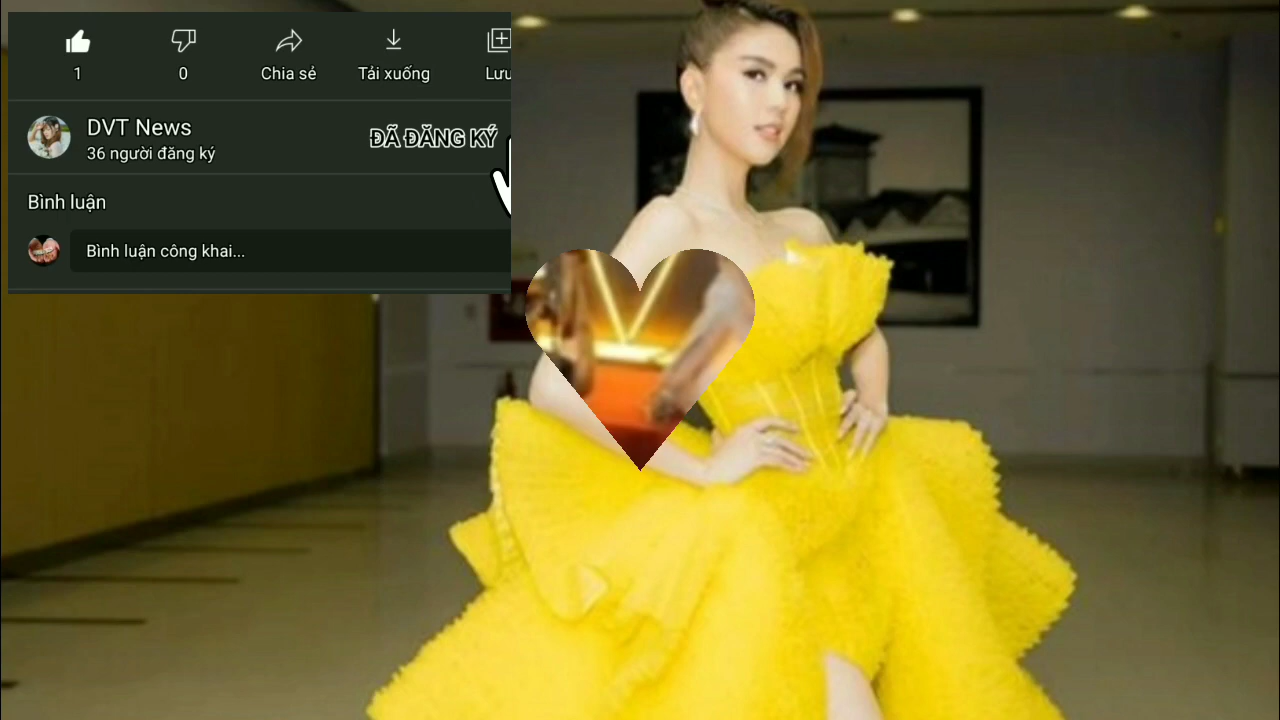 1
0
Chia sẻ
Tải xuống
Lưu
DVT News
36 người đăng ký
ĐÃ ĐĂNG KÝ
Bình luận
Bình luận công khai...